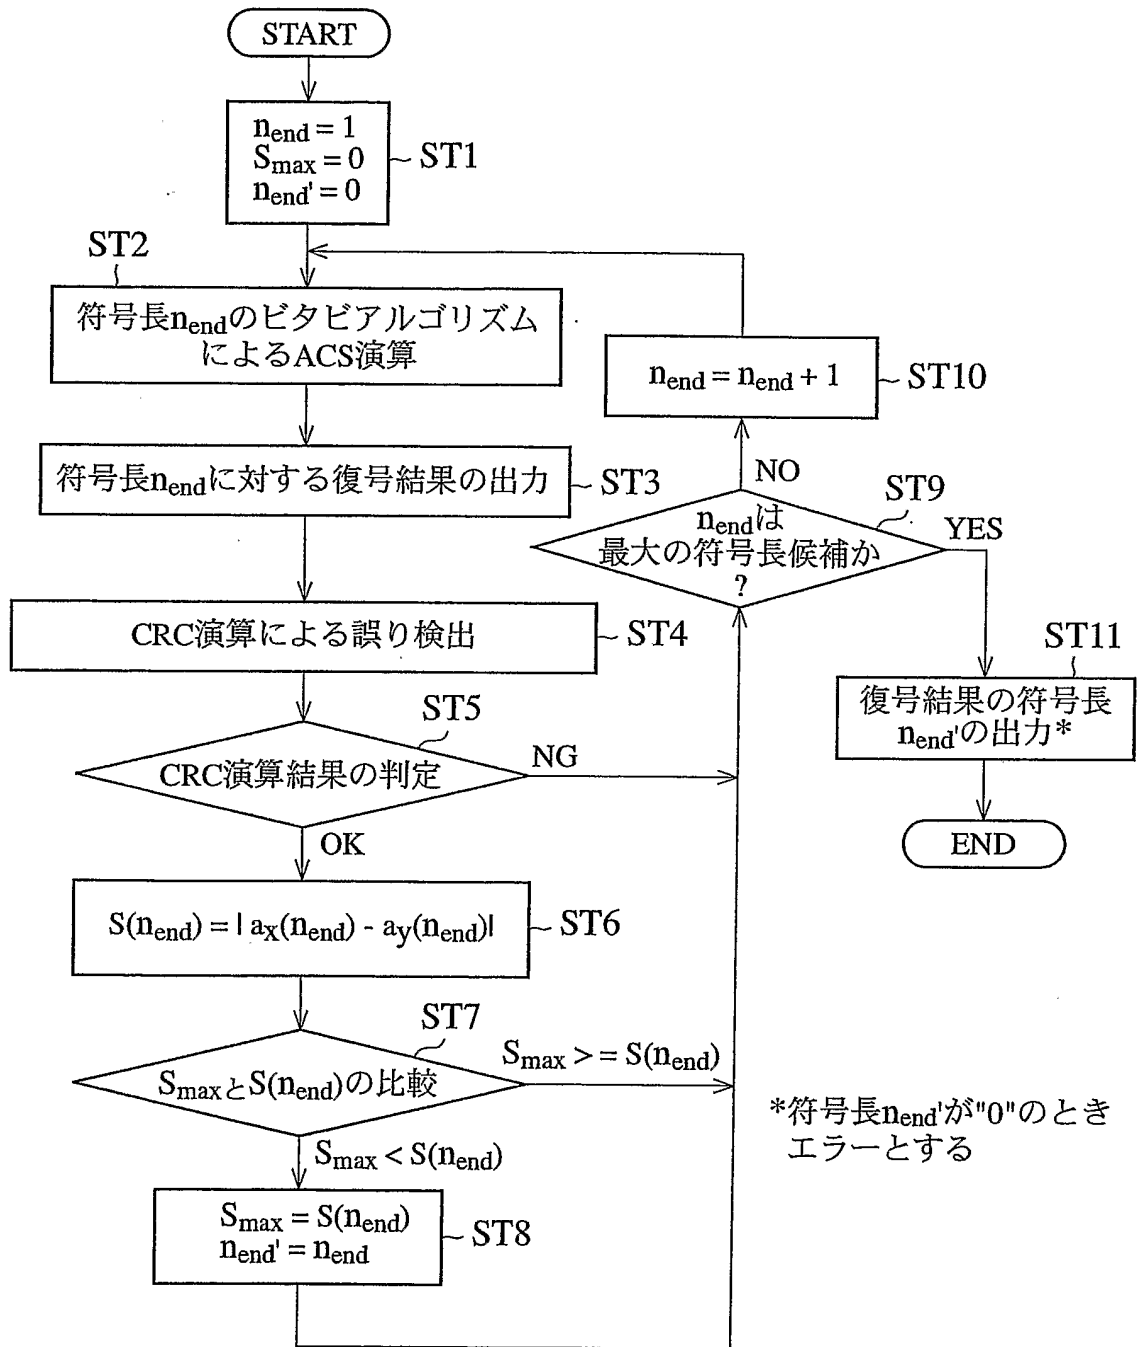 START
n_end = 1
S_max = 0
n_end' = 0
ST1
ST2
符号長n_endのビタビアルゴリズム
によるACS演算
n_end = n_end + 1
ST10
符号長n_endに対する復号結果の出力
ST3
NO
ST9
n_endは
最大の符号長候補か
?
YES
CRC演算による誤り検出
ST4
ST11
復号結果の符号長
n_end'の出力*
ST5
CRC演算結果の判定
NG
OK
END
S(n_end) = | a_x(n_end) - a_y(n_end)|
ST6
ST7
S_maxとS(n_end)の比較
S_max > = S(n_end)
S_max < S(n_end)
*符号長n_end'が"0"のとき
エラーとする
S_max = S(n_end)
n_end' = n_end
ST8